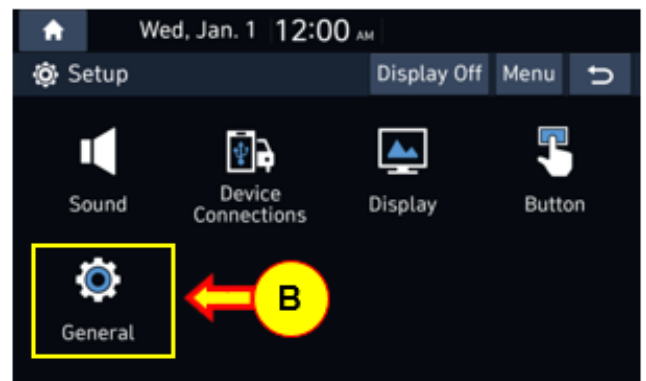 Wed, Jan. 1 12:00 AM
Setup Display Off Menu
Sound Device Connections Display Button
General B